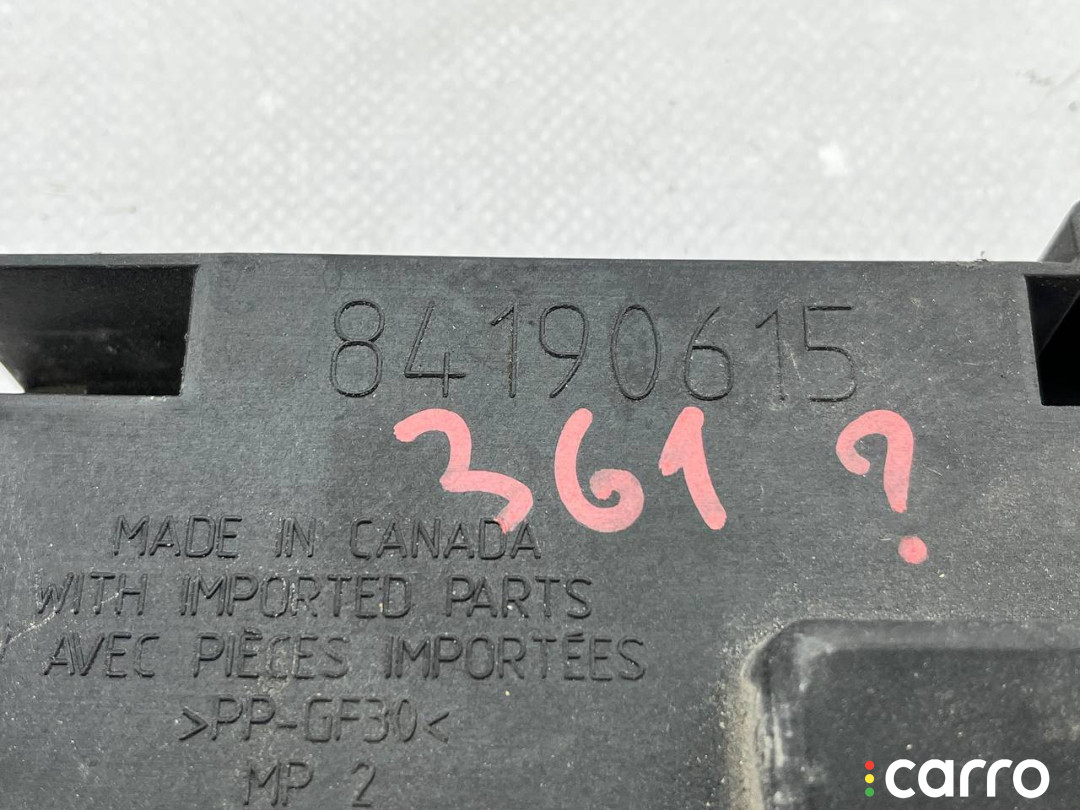 84190615
361 ?
MADE IN CANADA
WITH IMPORTED PARTS
AVEC PIÈCES IMPORTÉES
>PP-GF30<
MP 2
carro